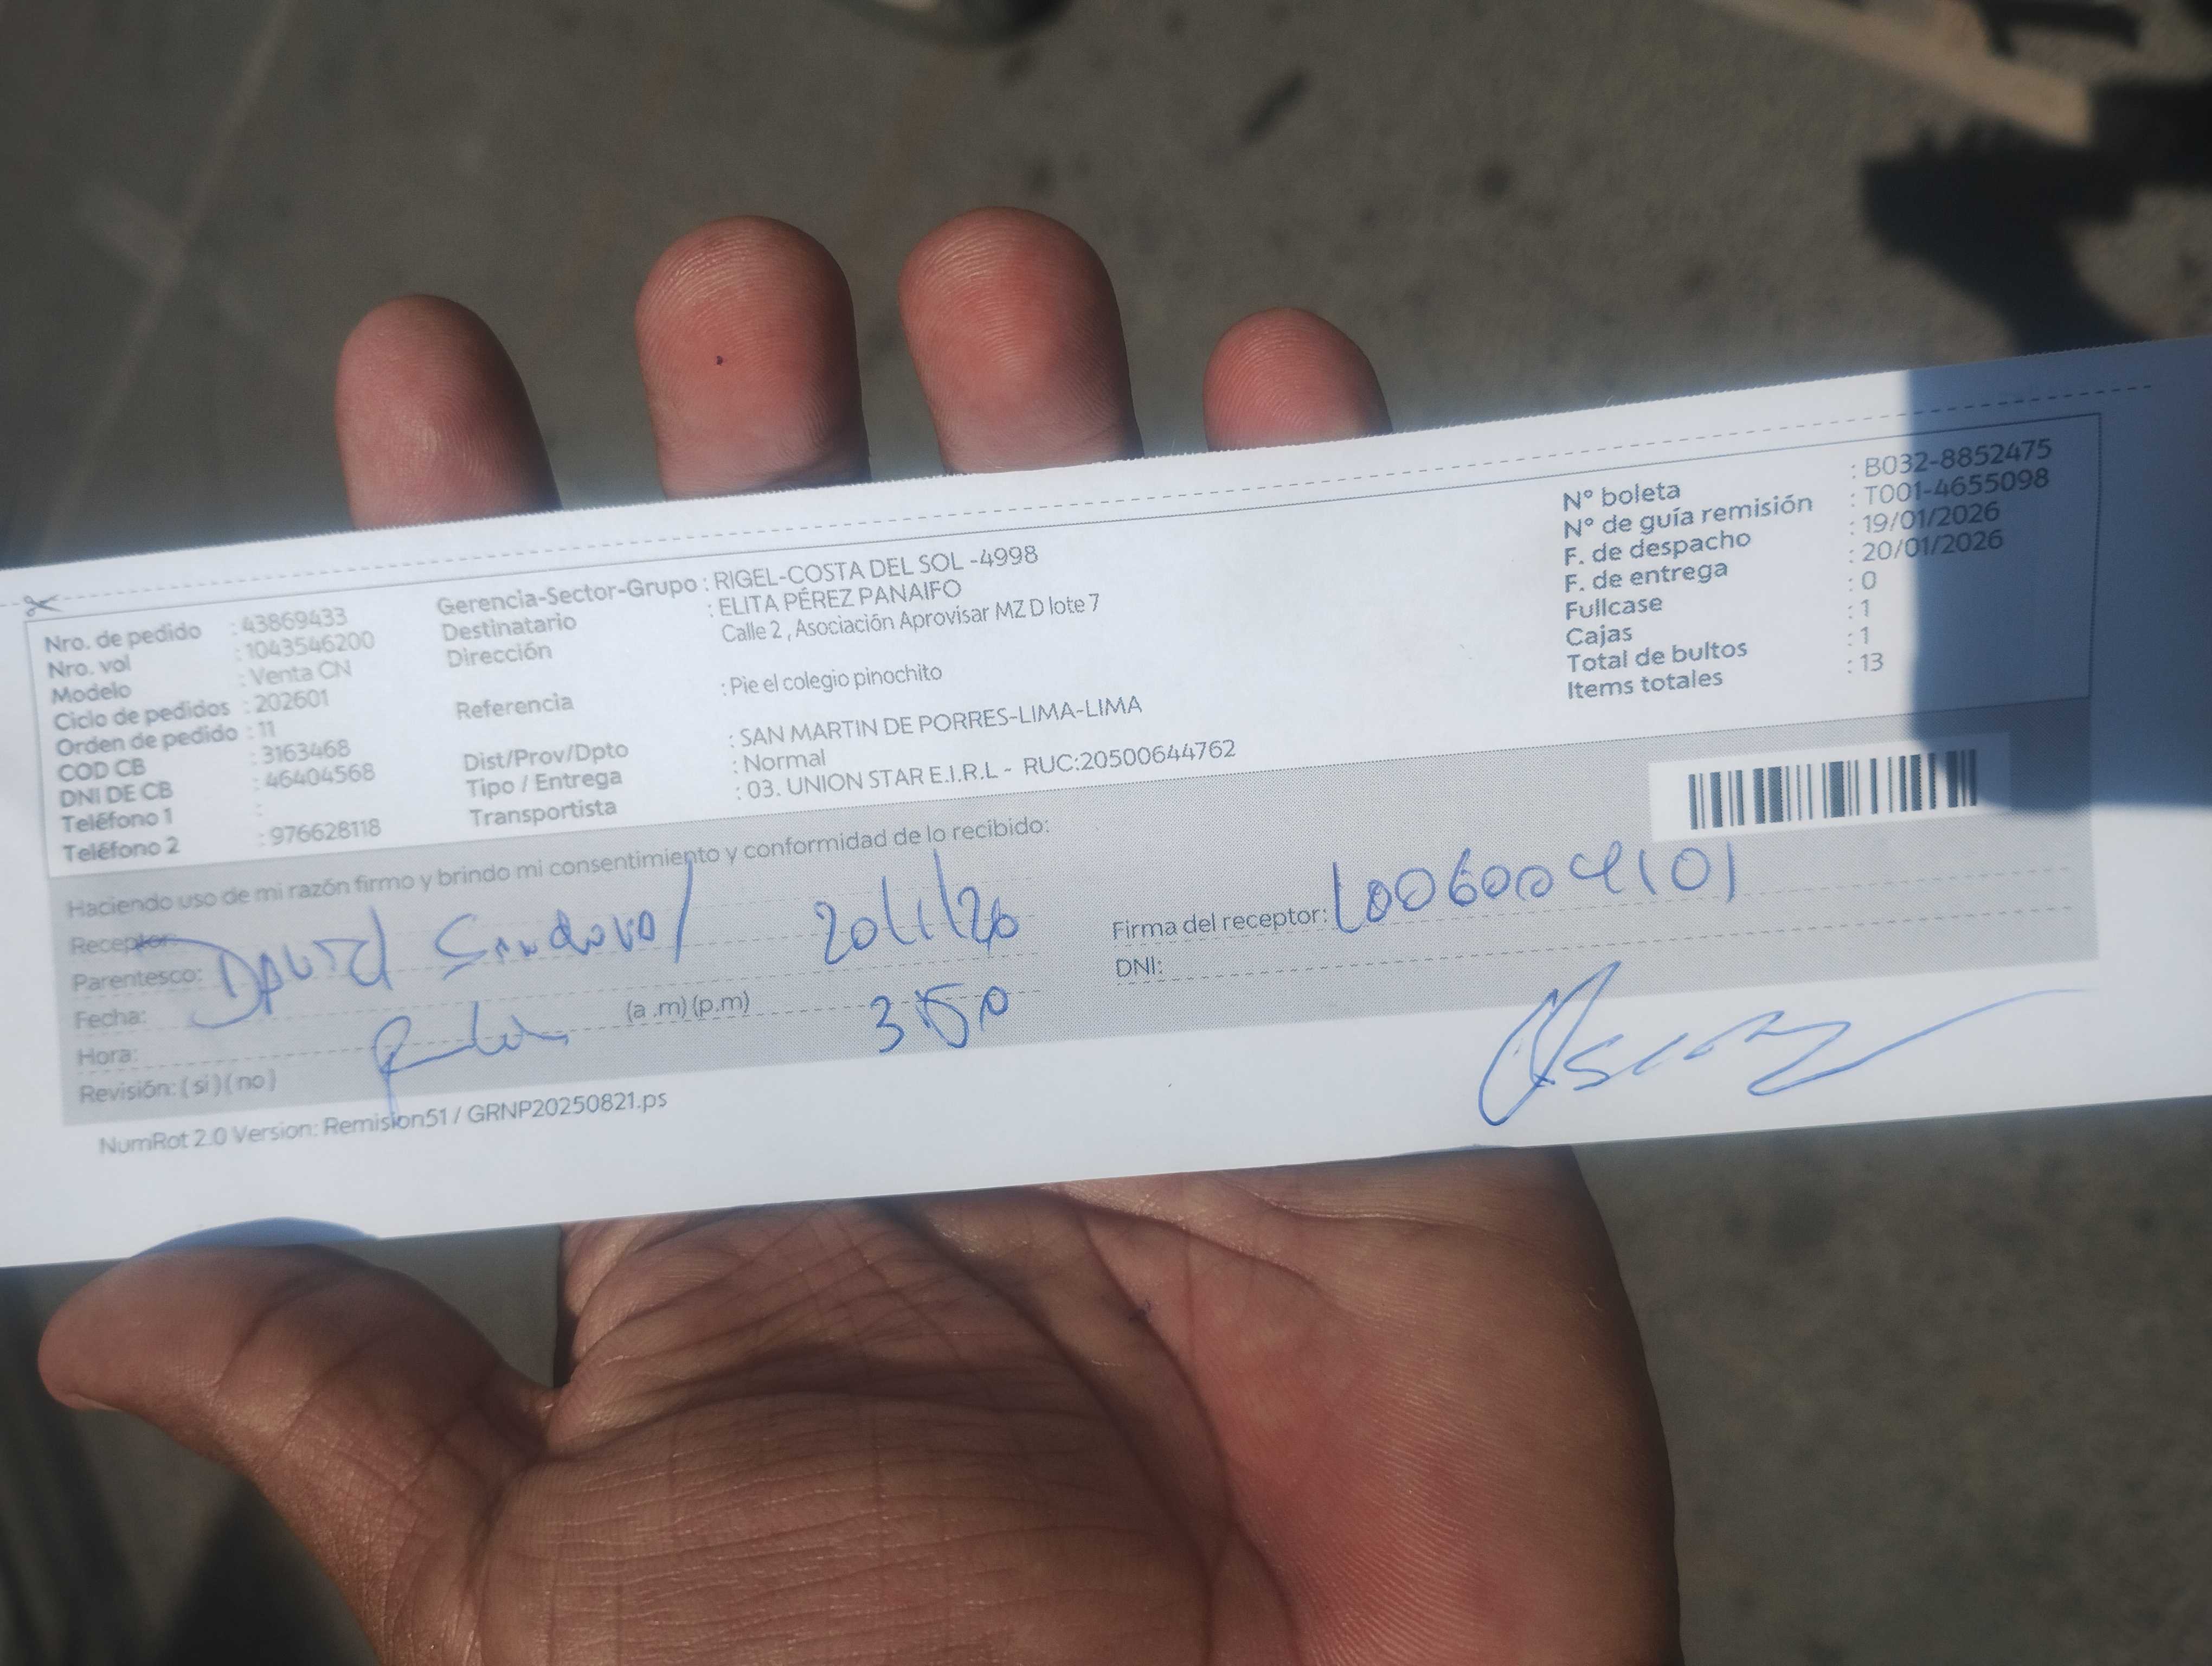 Nro. de pedido : 43869433
Nro. vol : 1043546200
Modelo : Venta CN
Ciclo de pedidos : 202601
Orden de pedido : 11
COD CB : 3163468
DNI DE CB : 46404568
Teléfono 1 :
Teléfono 2 : 976628118
Gerencia-Sector-Grupo : RIGEL-COSTA DEL SOL -4998
Destinatario : ELITA PÉREZ PANAIFO
Dirección Calle 2 , Asociación Aprovisar MZ D lote 7
Referencia : Pie el colegio pinochito
Dist/Prov/Dpto : SAN MARTIN DE PORRES-LIMA-LIMA
Tipo / Entrega : Normal
Transportista : 03. UNION STAR E.I.R.L - RUC:20500644762
N° boleta : B032-8852475
N° de guía remisión : T001-4655098
F. de despacho : 19/01/2026
F. de entrega : 20/01/2026
Fullcase : 0
Cajas : 1
Total de bultos : 1
Items totales : 13
Haciendo uso de mi razón firmo y brindo mi consentimiento y conformidad de lo recibido:
Receptor:
Parentesco: David Sandoval 20/1/26
Fecha:
Hora: (a .m) (p.m) 350
Revisión: ( si ) ( no )
Firma del receptor:
DNI:
NumRot 2.0 Version: Remision51 / GRNP20250821.ps